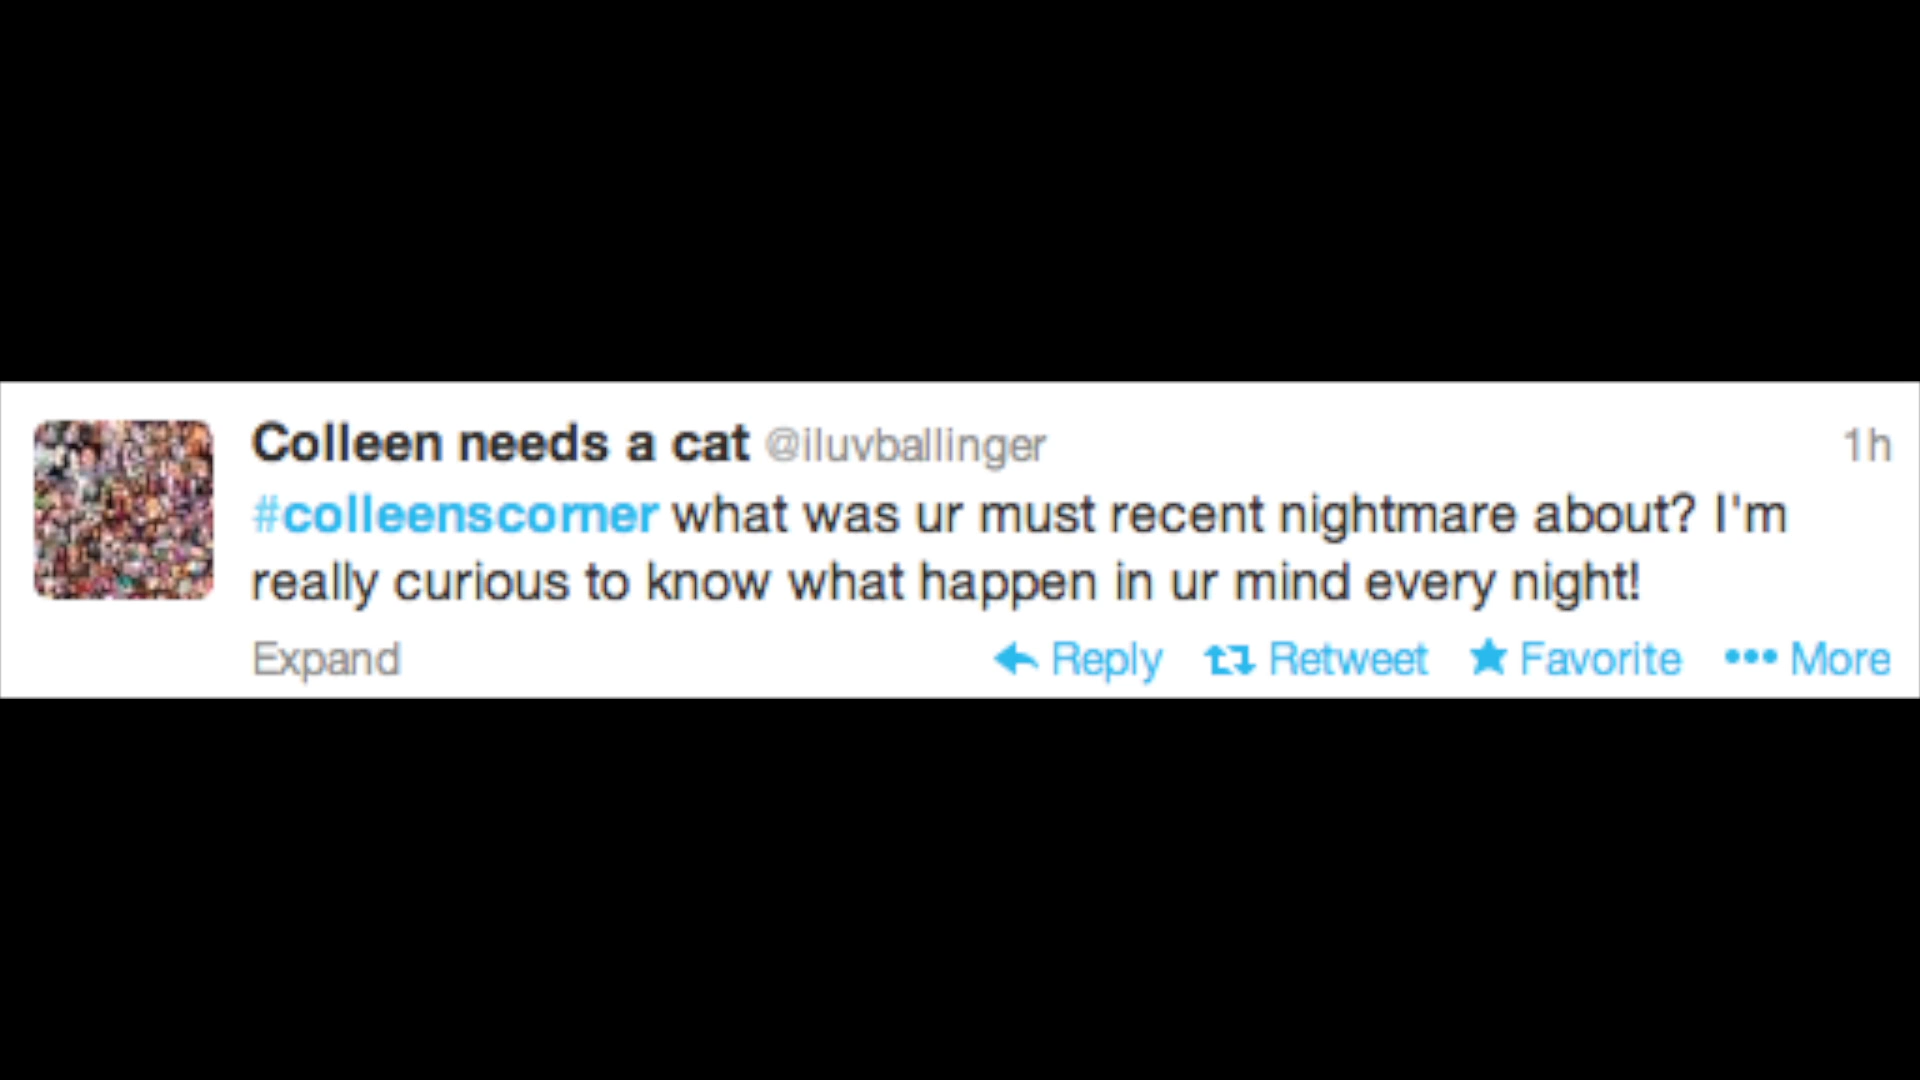 Colleen needs a cat @iluvballinger 1h
#colleenscorner what was ur must recent nightmare about? I'm
really curious to know what happen in ur mind every night!
Expand Reply Retweet Favorite More